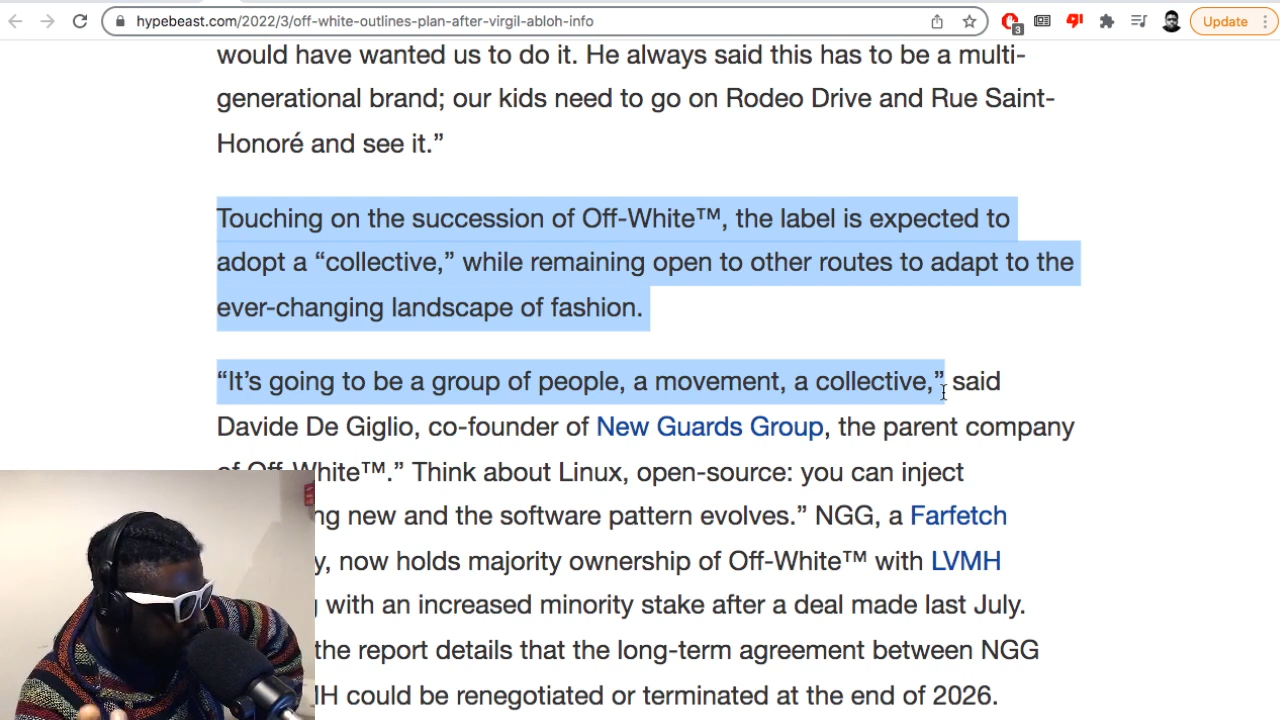 hypebeast.com/2022/3/off-white-outlines-plan-after-virgil-abloh-info
3
Update
would have wanted us to do it. He always said this has to be a multi-
generational brand; our kids need to go on Rodeo Drive and Rue Saint-
Honoré and see it.”
Touching on the succession of Off-White™, the label is expected to
adopt a “collective,” while remaining open to other routes to adapt to the
ever-changing landscape of fashion.
“It’s going to be a group of people, a movement, a collective,” said
Davide De Giglio, co-founder of New Guards Group, the parent company
of Off-White™.” Think about Linux, open-source: you can inject
ng new and the software pattern evolves.” NGG, a Farfetch
y, now holds majority ownership of Off-White™ with LVMH
g with an increased minority stake after a deal made last July.
the report details that the long-term agreement between NGG
MH could be renegotiated or terminated at the end of 2026.